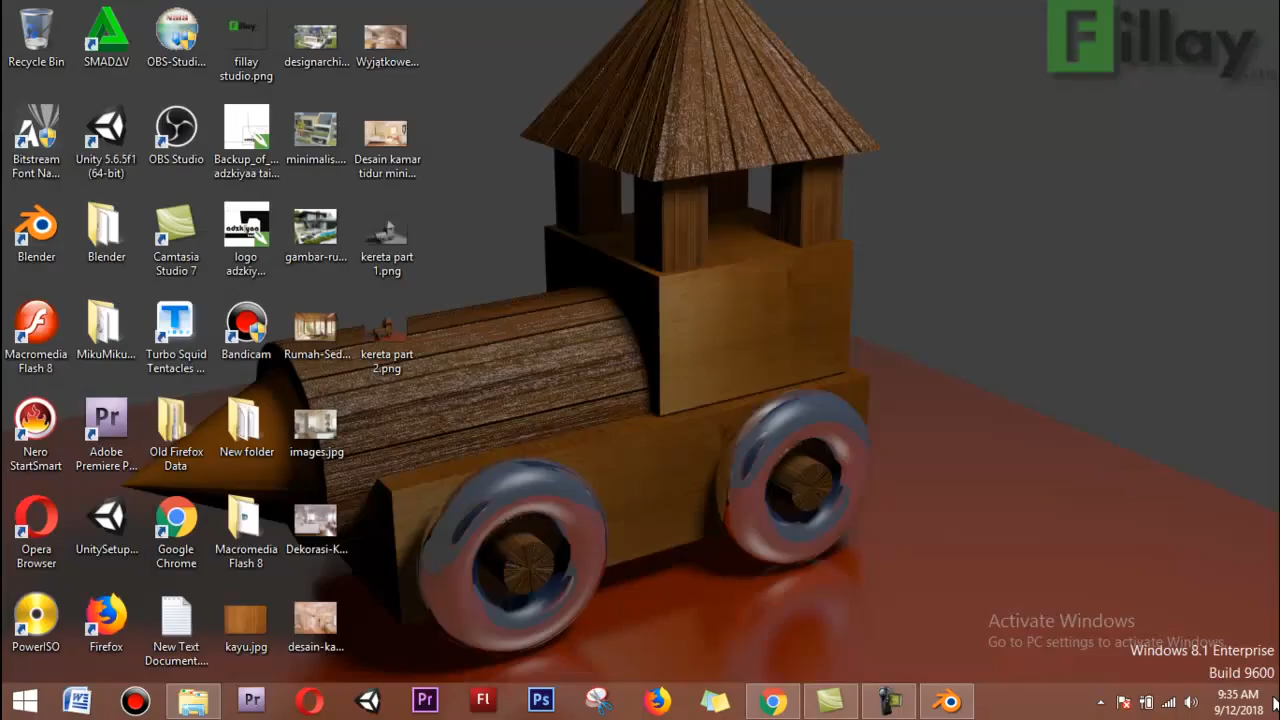 Recycle Bin
SMADΔV
OBS-Studi...
fillay
studio.png
designarchi...
Wyjątkowe...
Fillay
Bitstream
Font Na...
Unity 5.6.5f1
(64-bit)
OBS Studio
Backup_of_...
adzkiyaa tai...
minimalis....
Desain kamar
tidur mini...
Blender
Blender
Camtasia
Studio 7
logo
adzkiy...
gambar-ru...
kereta part
1.png
Macromedia
Flash 8
MikuMiku...
Turbo Squid
Tentacles ...
Bandicam
Rumah-Sed...
kereta part
2.png
Nero
StartSmart
Adobe
Premiere P...
Old Firefox
Data
New folder
images.jpg
Opera
Browser
UnitySetup...
Google
Chrome
Macromedia
Flash 8
Dekorasi-K...
PowerISO
Firefox
New Text
Document....
kayu.jpg
desain-ka...
Activate Windows
Go to PC settings to activate Windows.
Windows 8.1 Enterprise
Build 9600
9:35 AM
9/12/2018